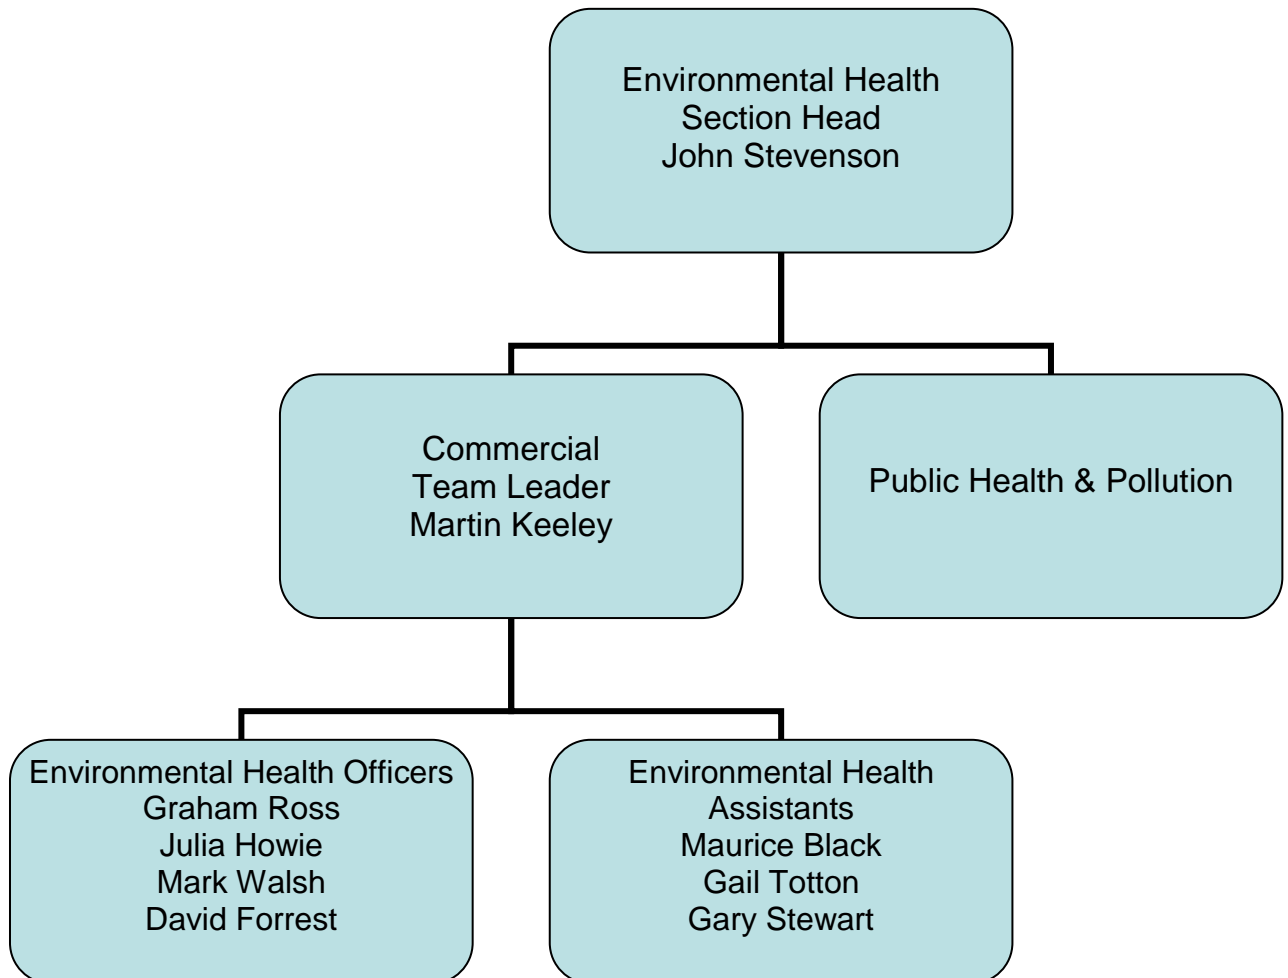 Environmental Health
Section Head
John Stevenson
Commercial
Team Leader
Martin Keeley
Public Health & Pollution
Environmental Health Officers
Graham Ross
Julia Howie
Mark Walsh
David Forrest
Environmental Health
Assistants
Maurice Black
Gail Totton
Gary Stewart